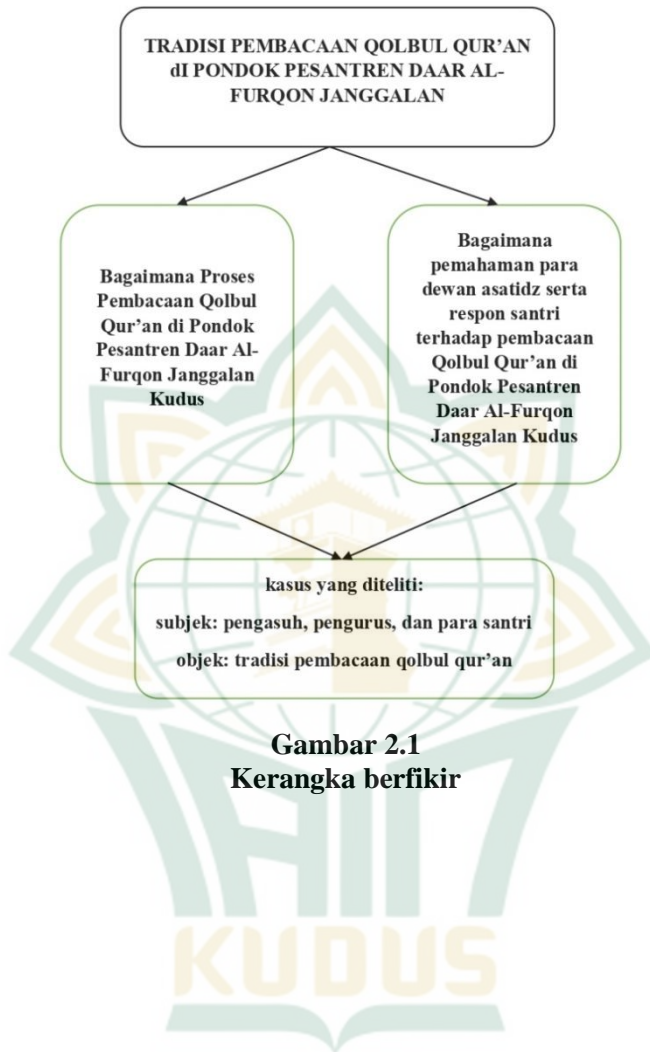 TRADISI PEMBACAAN QOLBUL QUR’AN
dI PONDOK PESANTREN DAAR AL-
FURQON JANGGALAN
Bagaimana Proses
Pembacaan Qolbul
Qur’an di Pondok
Pesantren Daar Al-
Furqon Janggalan
Kudus
Bagaimana
pemahaman para
dewan asatidz serta
respon santri
terhadap pembacaan
Qolbul Qur’an di
Pondok Pesantren
Daar Al-Furqon
Janggalan Kudus
kasus yang diteliti:
subjek: pengasuh, pengurus, dan para santri
objek: tradisi pembacaan qolbul qur’an
Gambar 2.1
Kerangka berfikir
IAIN
KUDUS